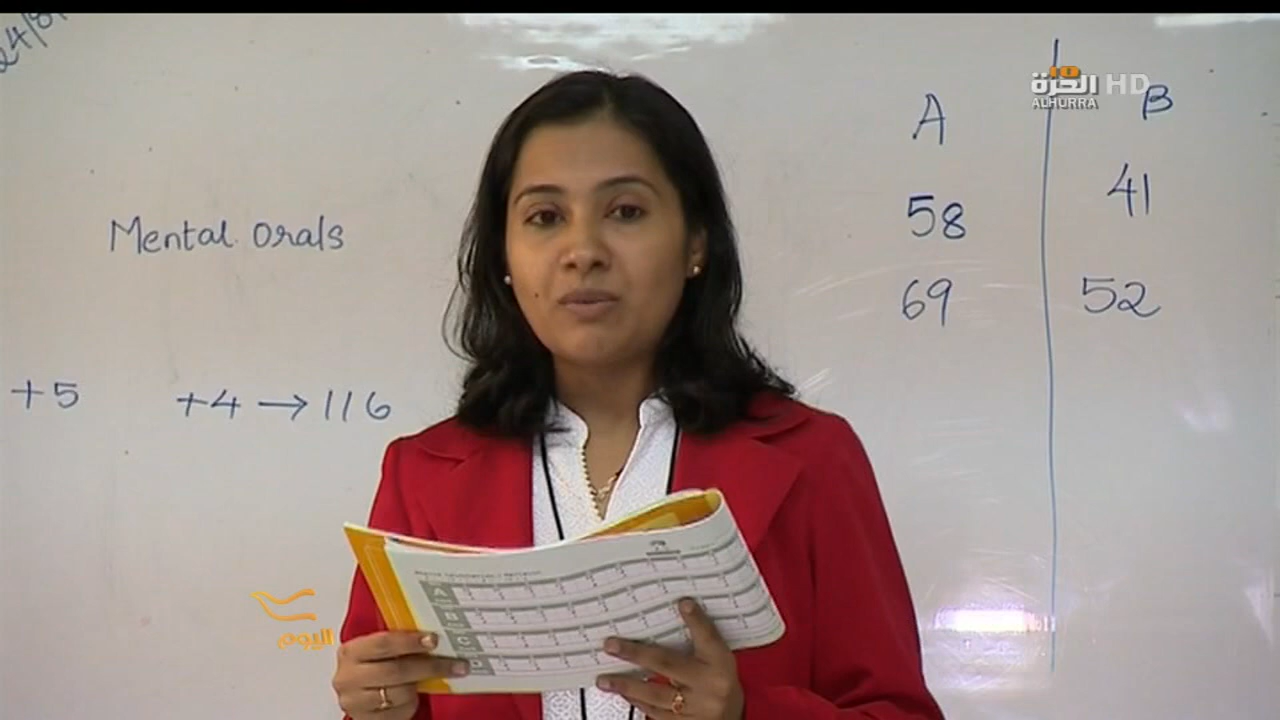 24/8/
Mental Orals
+5 +4 → 116
A B
58 41
69 52
الحرة HD
ALHURRA
اليوم
A
B
C
D